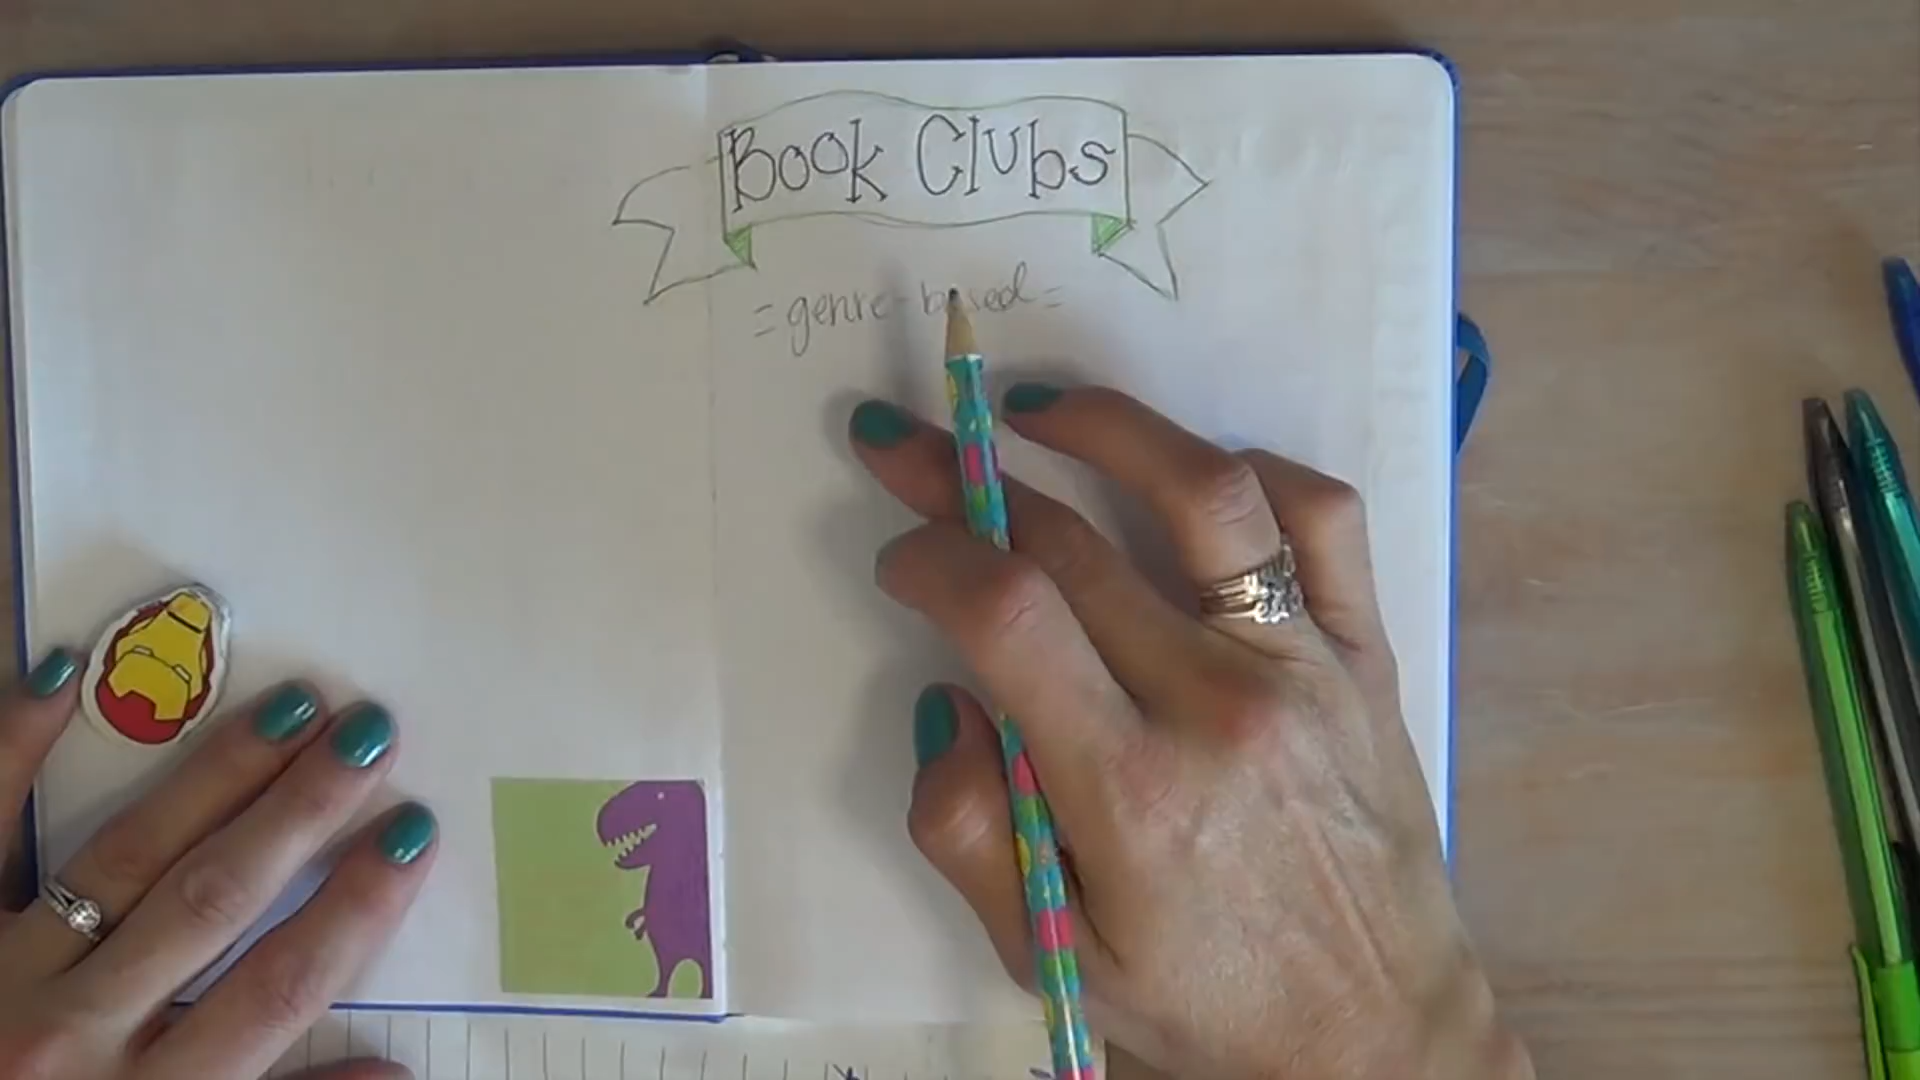 Book Clubs
= genre-based =